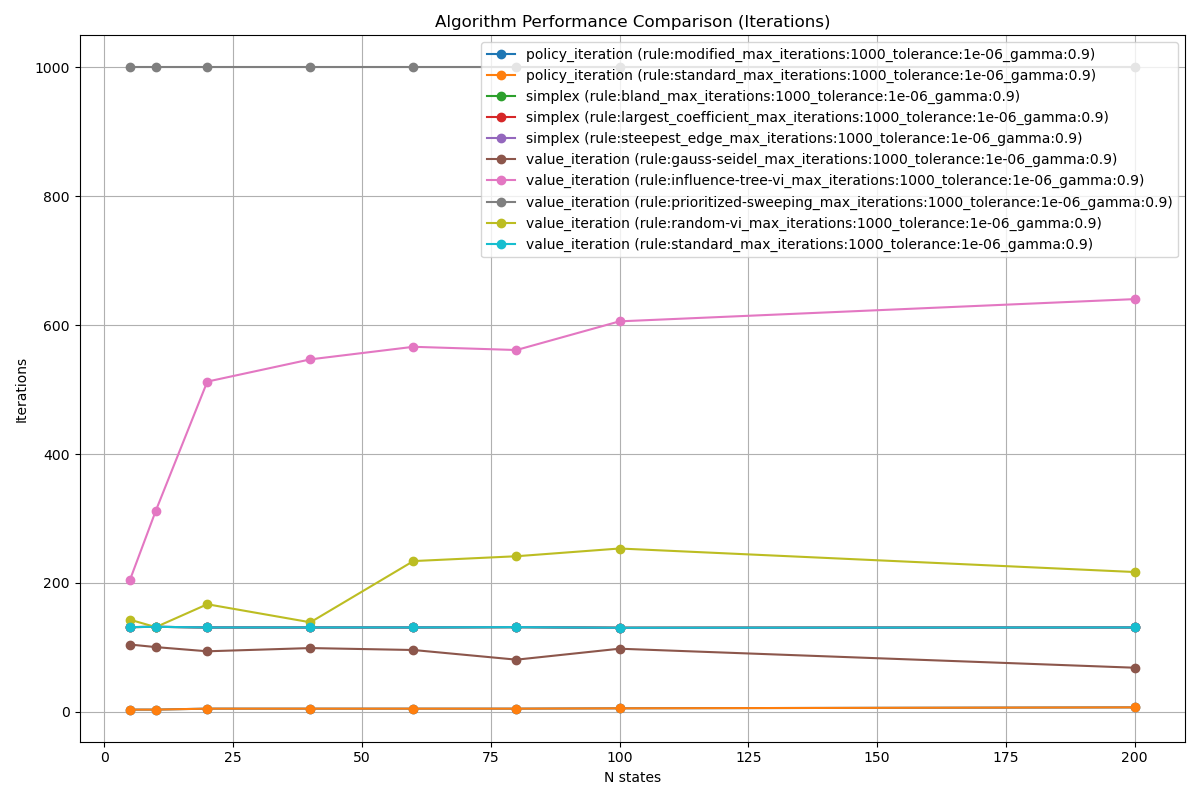 Algorithm Performance Comparison (Iterations)
policy_iteration (rule:modified_max_iterations:1000_tolerance:1e-06_gamma:0.9)
policy_iteration (rule:standard_max_iterations:1000_tolerance:1e-06_gamma:0.9)
simplex (rule:bland_max_iterations:1000_tolerance:1e-06_gamma:0.9)
simplex (rule:largest_coefficient_max_iterations:1000_tolerance:1e-06_gamma:0.9)
simplex (rule:steepest_edge_max_iterations:1000_tolerance:1e-06_gamma:0.9)
value_iteration (rule:gauss-seidel_max_iterations:1000_tolerance:1e-06_gamma:0.9)
value_iteration (rule:influence-tree-vi_max_iterations:1000_tolerance:1e-06_gamma:0.9)
value_iteration (rule:prioritized-sweeping_max_iterations:1000_tolerance:1e-06_gamma:0.9)
value_iteration (rule:random-vi_max_iterations:1000_tolerance:1e-06_gamma:0.9)
value_iteration (rule:standard_max_iterations:1000_tolerance:1e-06_gamma:0.9)
1000
800
600
400
200
0
Iterations
0 25 50 75 100 125 150 175 200
N states